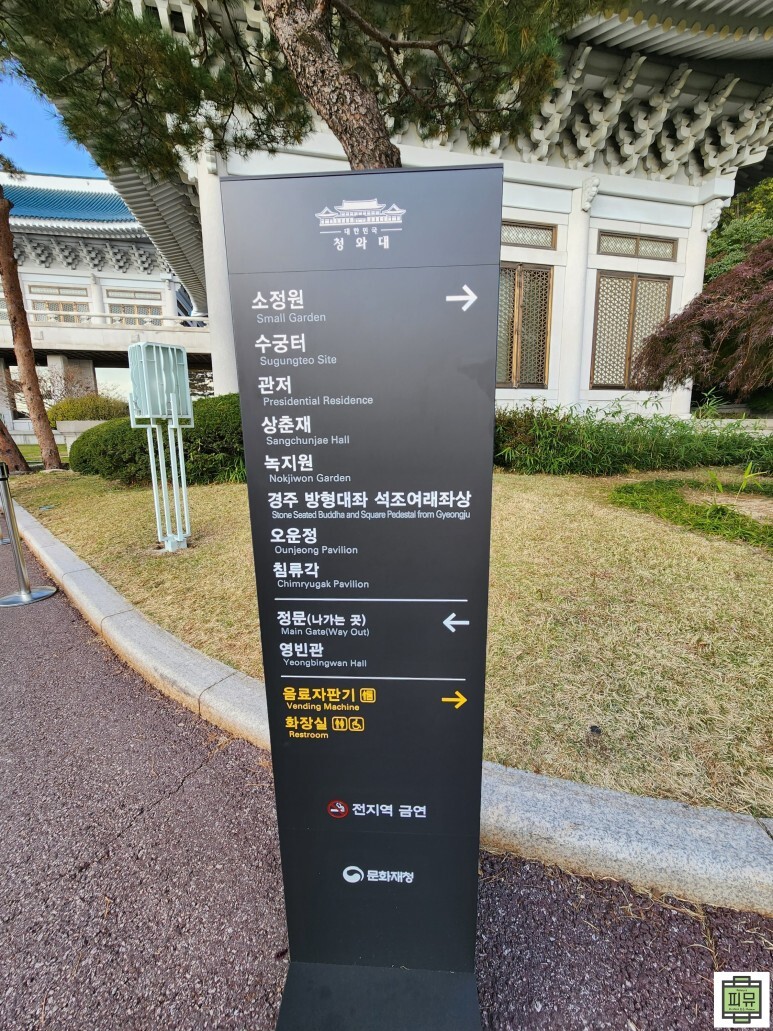 대한민국
청와대
소정원
Small Garden
수궁터
Sugungteo Site
관저
Presidential Residence
상춘재
Sangchunjae Hall
녹지원
Nokjiwon Garden
경주 방형대좌 석조여래좌상
Stone Seated Buddha and Square Pedestal from Gyeongju
오운정
Ounjeong Pavilion
침류각
Chimryugak Pavilion
정문(나가는 곳)
Main Gate(Way Out)
영빈관
Yeongbingwan Hall
음료자판기
Vending Machine
화장실
Restroom
전지역 금연
문화재청
피뮤